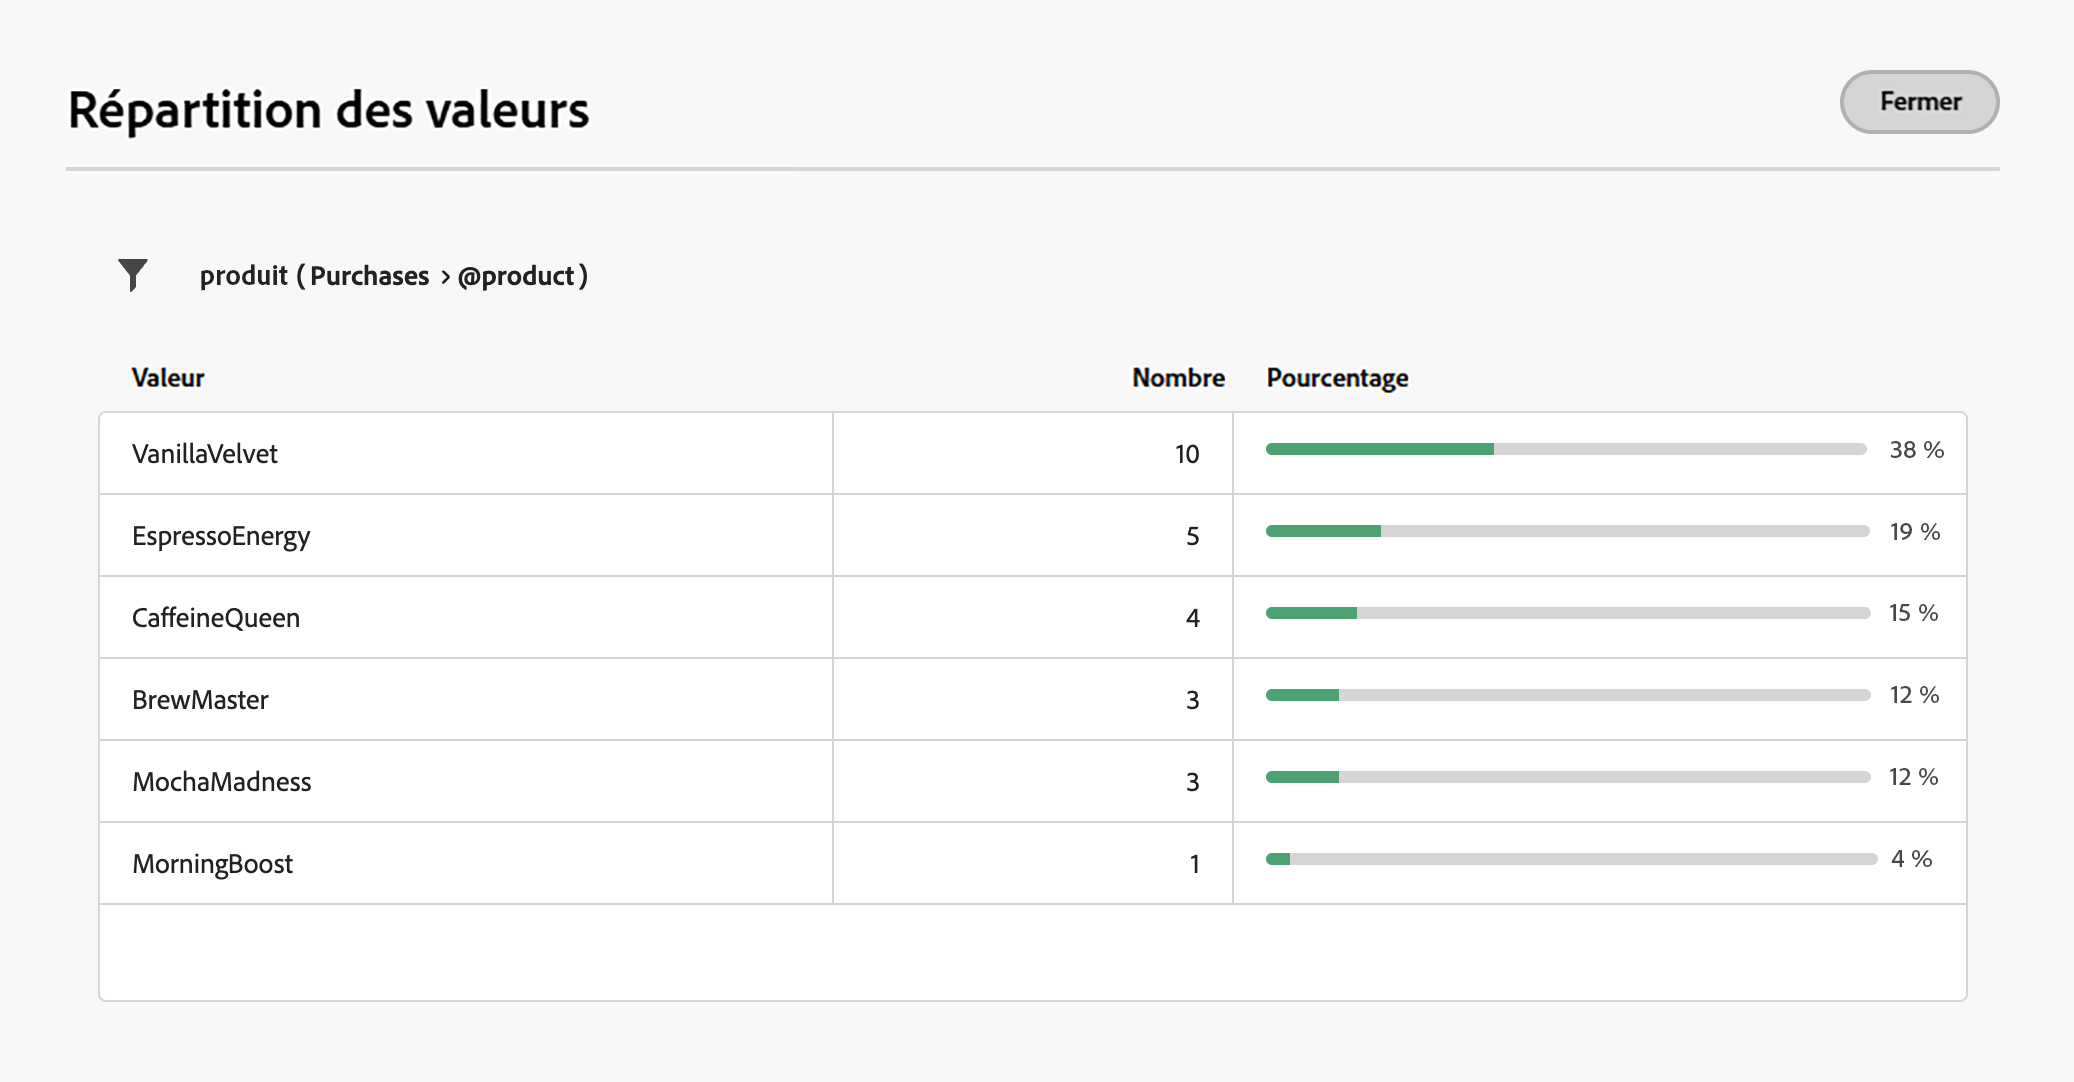 Répartition des valeurs
Fermer
produit ( Purchases > @product )
Valeur Nombre Pourcentage
VanillaVelvet 10 38 %
EspressoEnergy 5 19 %
CaffeineQueen 4 15 %
BrewMaster 3 12 %
MochaMadness 3 12 %
MorningBoost 1 4 %